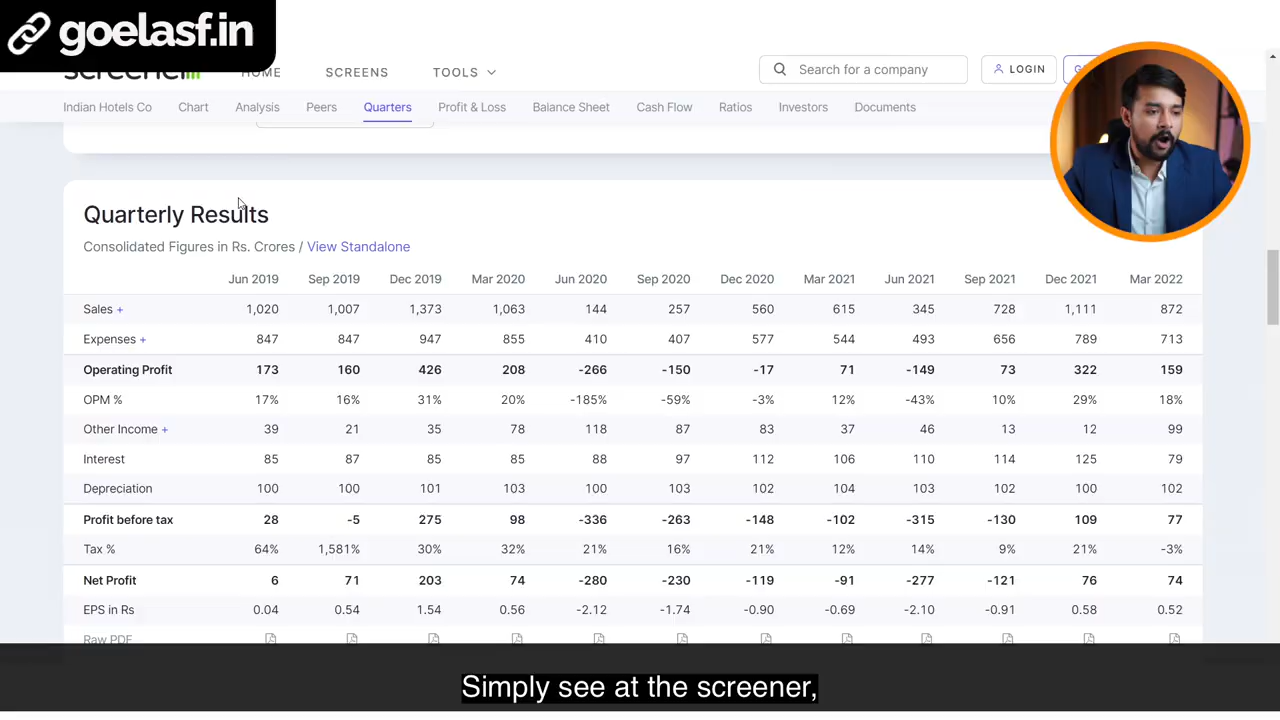 goelasf.in
screener
HOME SCREENS TOOLS Search for a company LOGIN
Indian Hotels Co Chart Analysis Peers Quarters Profit & Loss Balance Sheet Cash Flow Ratios Investors Documents
Quarterly Results
Consolidated Figures in Rs. Crores / View Standalone
Jun 2019 Sep 2019 Dec 2019 Mar 2020 Jun 2020 Sep 2020 Dec 2020 Mar 2021 Jun 2021 Sep 2021 Dec 2021 Mar 2022
Sales + 1,020 1,007 1,373 1,063 144 257 560 615 345 728 1,111 872
Expenses + 847 847 947 855 410 407 577 544 493 656 789 713
Operating Profit 173 160 426 208 -266 -150 -17 71 -149 73 322 159
OPM % 17% 16% 31% 20% -185% -59% -3% 12% -43% 10% 29% 18%
Other Income + 39 21 35 78 118 87 83 37 46 13 12 99
Interest 85 87 85 85 88 97 112 106 110 114 125 79
Depreciation 100 100 101 103 100 103 102 104 103 102 100 102
Profit before tax 28 -5 275 98 -336 -263 -148 -102 -315 -130 109 77
Tax % 64% 1,581% 30% 32% 21% 16% 21% 12% 14% 9% 21% -3%
Net Profit 6 71 203 74 -280 -230 -119 -91 -277 -121 76 74
EPS in Rs 0.04 0.54 1.54 0.56 -2.12 -1.74 -0.90 -0.69 -2.10 -0.91 0.58 0.52
Raw PDF
Simply see at the screener,